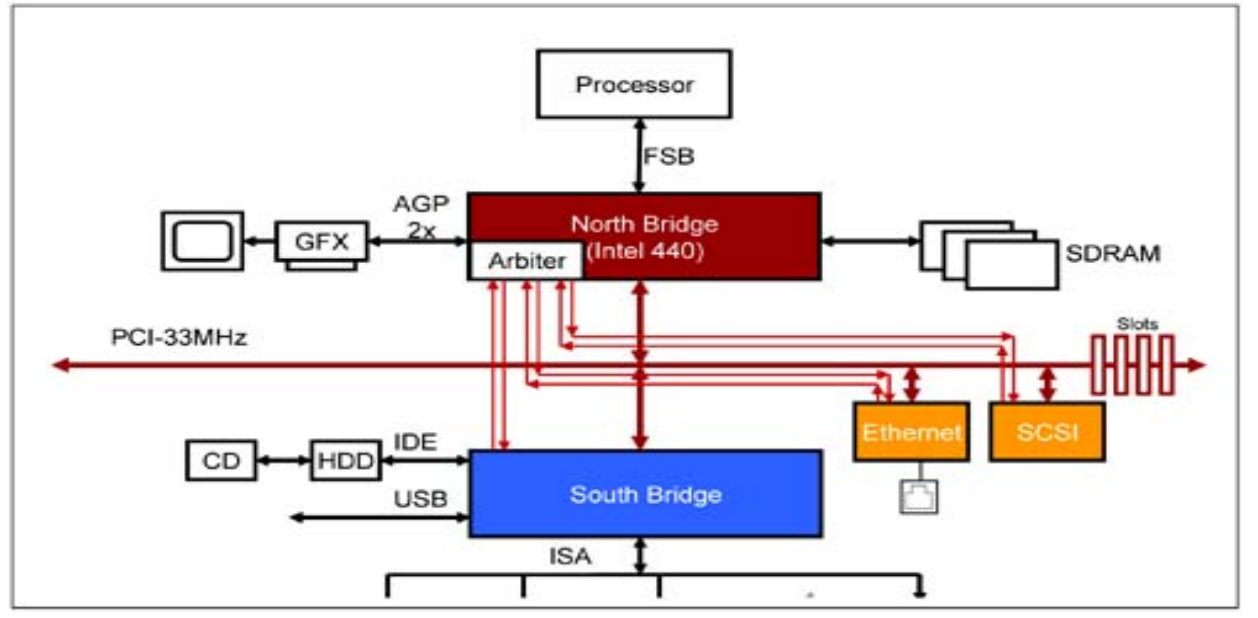 Processor
FSB
AGP
2x
North Bridge
(Intel 440)
GFX
Arbiter
SDRAM
PCI-33MHz
Slots
Ethernet
SCSI
CD
HDD
IDE
USB
South Bridge
ISA